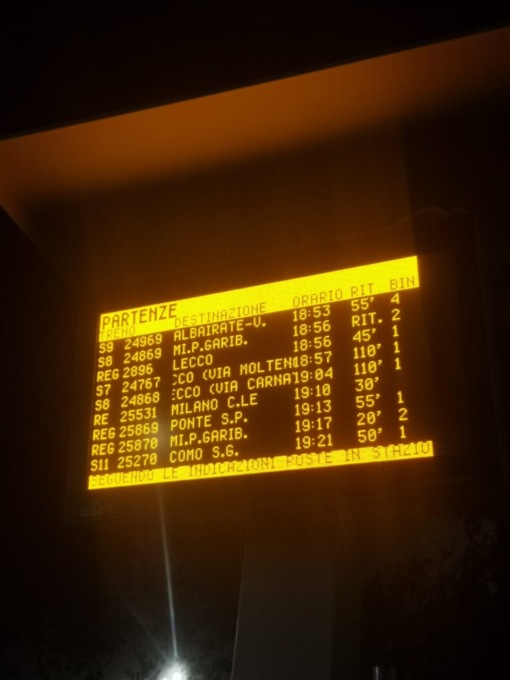 PARTENZE
TRENO DESTINAZIONE ORARIO RIT BIN
S9 24969 ALBAIRATE-V. 18:53 55' 4
S8 24869 MI.P.GARIB. 18:56 RIT. 2
REG 2896 LECCO 18:56 45' 1
S7 24767 CCO (VIA MOLTEN 18:57 110' 1
S8 24868 ECCO (VIA CARNA 19:04 110' 1
RE 25531 MILANO C.LE 19:10 30'
REG 25869 PONTE S.P. 19:13 55' 1
REG 25870 MI.P.GARIB. 19:17 20' 2
S11 25270 COMO S.G. 19:21 50' 1
SEGUENDO LE INDICAZIONI POSTE IN STAZIO